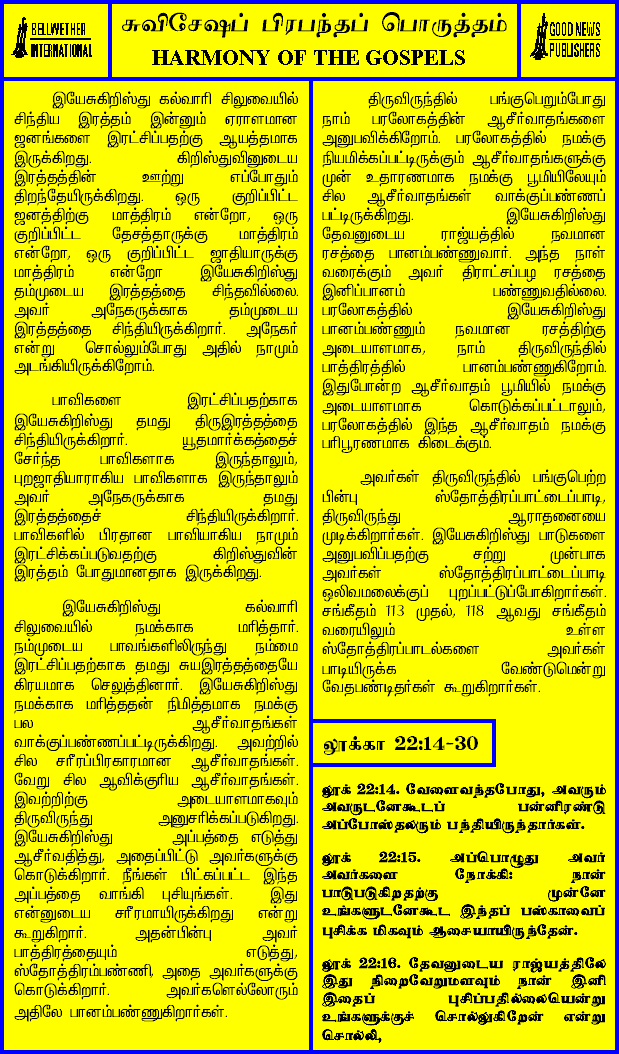 BELLWETHER
INTERNATIONAL
சுவிசேஷப் பிரபந்தப் பொருத்தம்
HARMONY OF THE GOSPELS
GOOD NEWS
PUBLISHERS
இயேசுகிறிஸ்து கல்வாரி சிலுவையில்
சிந்திய இரத்தம் இன்னும் ஏராளமான
ஜனங்களை இரட்சிப்பதற்கு ஆயத்தமாக
இருக்கிறது. கிறிஸ்துவினுடைய
இரத்தத்தின் ஊற்று எப்போதும்
திறந்தேயிருக்கிறது. ஒரு குறிப்பிட்ட
ஜனத்திற்கு மாத்திரம் என்றோ, ஒரு
குறிப்பிட்ட தேசத்தாருக்கு மாத்திரம்
என்றோ, ஒரு குறிப்பிட்ட ஜாதியாருக்கு
மாத்திரம் என்றோ இயேசுகிறிஸ்து
தம்முடைய இரத்தத்தை சிந்தவில்லை.
அவர் அநேகருக்காக தம்முடைய
இரத்தத்தை சிந்தியிருக்கிறார். அநேகர்
என்று சொல்லும்போது அதில் நாமும்
அடங்கியிருக்கிறோம்.
பாவிகளை இரட்சிப்பதற்காக
இயேசுகிறிஸ்து தமது திருஇரத்தத்தை
சிந்தியிருக்கிறார். யூதமார்க்கத்தைச்
சேர்ந்த பாவிகளாக இருந்தாலும்,
புறஜாதியாராகிய பாவிகளாக இருந்தாலும்
அவர் அநேகருக்காக தமது
இரத்தத்தைச் சிந்தியிருக்கிறார்.
பாவிகளில் பிரதான பாவியாகிய நாமும்
இரட்சிக்கப்படுவதற்கு கிறிஸ்துவின்
இரத்தம் போதுமானதாக இருக்கிறது.
இயேசுகிறிஸ்து கல்வாரி
சிலுவையில் நமக்காக மரித்தார்.
நம்முடைய பாவங்களிலிருந்து நம்மை
இரட்சிப்பதற்காக தமது சுயஇரத்தத்தையே
கிரயமாக செலுத்தினார். இயேசுகிறிஸ்து
நமக்காக மரித்ததன் நிமித்தமாக நமக்கு
பல ஆசீர்வாதங்கள்
வாக்குப்பண்ணப்பட்டிருக்கிறது. அவற்றில்
சில சரீரப்பிரகாரமான ஆசீர்வாதங்கள்.
வேறு சில ஆவிக்குரிய ஆசீர்வாதங்கள்.
இவற்றிற்கு அடையாளமாகவும்
திருவிருந்து அனுசரிக்கப்படுகிறது.
இயேசுகிறிஸ்து அப்பத்தை எடுத்து
ஆசீர்வதித்து, அதைப்பிட்டு அவர்களுக்கு
கொடுக்கிறார். நீங்கள் பிட்கப்பட்ட இந்த
அப்பத்தை வாங்கி புசியுங்கள். இது
என்னுடைய சரீரமாயிருக்கிறது என்று
கூறுகிறார். அதன்பின்பு அவர்
பாத்திரத்தையும் எடுத்து,
ஸ்தோத்திரம்பண்ணி, அதை அவர்களுக்கு
கொடுக்கிறார். அவர்களெல்லோரும்
அதிலே பானம்பண்ணுகிறார்கள்.
திருவிருந்தில் பங்குபெறும்போது
நாம் பரலோகத்தின் ஆசீர்வாதங்களை
அனுபவிக்கிறோம். பரலோகத்தில் நமக்கு
நியமிக்கப்பட்டிருக்கும் ஆசீர்வாதங்களுக்கு
முன் உதாரணமாக நமக்கு பூமியிலேயும்
சில ஆசீர்வாதங்கள் வாக்குப்பண்ணப்
பட்டிருக்கிறது. இயேசுகிறிஸ்து
தேவனுடைய ராஜ்யத்தில் நவமான
ரசத்தை பானம்பண்ணுவார். அந்த நாள்
வரைக்கும் அவர் திராட்சப்பழ ரசத்தை
இனிப்பானம் பண்ணுவதில்லை.
பரலோகத்தில் இயேசுகிறிஸ்து
பானம்பண்ணும் நவமான ரசத்திற்கு
அடையாளமாக, நாம் திருவிருந்தில்
பாத்திரத்தில் பானம்பண்ணுகிறோம்.
இதுபோன்ற ஆசீர்வாதம் பூமியில் நமக்கு
அடையாளமாக கொடுக்கப்பட்டாலும்,
பரலோகத்தில் இந்த ஆசீர்வாதம் நமக்கு
பரிபூரணமாக கிடைக்கும்.
அவர்கள் திருவிருந்தில் பங்குபெற்ற
பின்பு ஸ்தோத்திரப்பாட்டைப்பாடி,
திருவிருந்து ஆராதனையை
முடிக்கிறார்கள். இயேசுகிறிஸ்து பாடுகளை
அனுபவிப்பதற்கு சற்று முன்பாக
அவர்கள் ஸ்தோத்திரப்பாட்டைப்பாடி
ஒலிவமலைக்குப் புறப்பட்டுப்போகிறார்கள்.
சங்கீதம் 113 முதல், 118 ஆவது சங்கீதம்
வரையிலும் உள்ள
ஸ்தோத்திரப்பாடல்களை அவர்கள்
பாடியிருக்க வேண்டுமென்று
வேதபண்டிதர்கள் கூறுகிறார்கள்.
லூக்கா 22:14-30
லூக் 22:14. வேளைவந்தபோது, அவரும்
அவருடனேகூடப் பன்னிரண்டு
அப்போஸ்தலரும் பந்தியிருந்தார்கள்.
லூக் 22:15. அப்பொழுது அவர்
அவர்களை நோக்கி: நான்
பாடுபடுகிறதற்கு முன்னே
உங்களுடனேகூட இந்தப் பஸ்காவைப்
புசிக்க மிகவும் ஆசையாயிருந்தேன்.
லூக் 22:16. தேவனுடைய ராஜ்யத்திலே
இது நிறைவேறுமளவும் நான் இனி
இதைப் புசிப்பதில்லையென்று
உங்களுக்குச் சொல்லுகிறேன் என்று
சொல்லி,